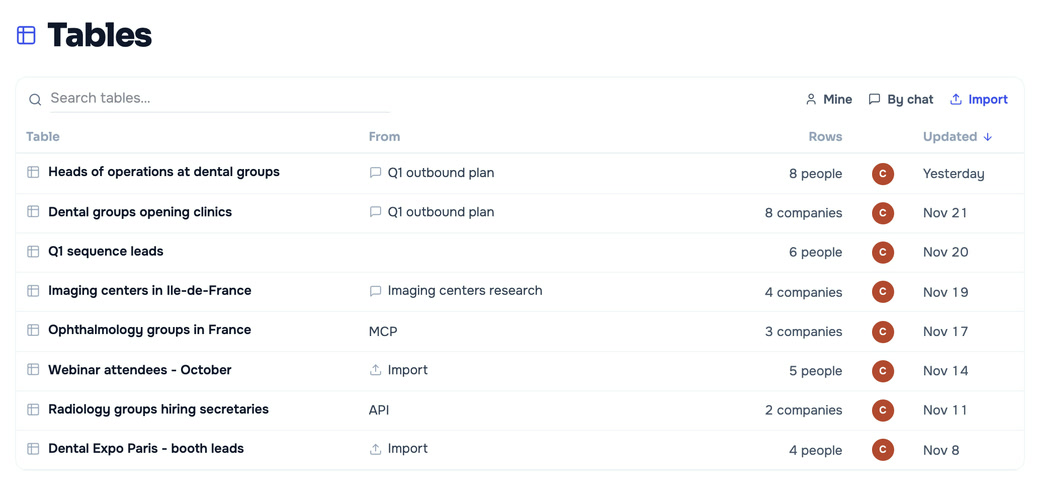 Tables
Search tables...
Mine By chat Import
Table From Rows Updated
Heads of operations at dental groups Q1 outbound plan 8 people C Yesterday
Dental groups opening clinics Q1 outbound plan 8 companies C Nov 21
Q1 sequence leads 6 people C Nov 20
Imaging centers in Ile-de-France Imaging centers research 4 companies C Nov 19
Ophthalmology groups in France MCP 3 companies C Nov 17
Webinar attendees - October Import 5 people C Nov 14
Radiology groups hiring secretaries API 2 companies C Nov 11
Dental Expo Paris - booth leads Import 4 people C Nov 8